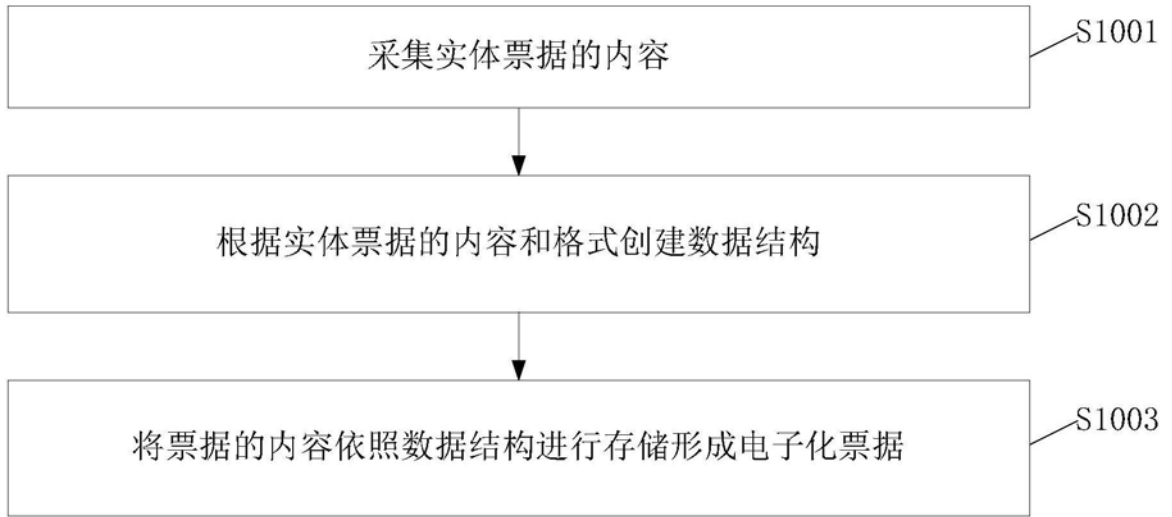 采集实体票据的内容
S1001
根据实体票据的内容和格式创建数据结构
S1002
将票据的内容依照数据结构进行存储形成电子化票据
S1003